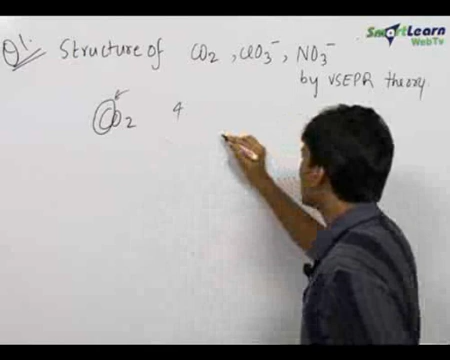 SmartLearn
WebTv
Q1. Structure of CO2, ClO3⁻, NO3⁻
by VSEPR theory.
CO2 4